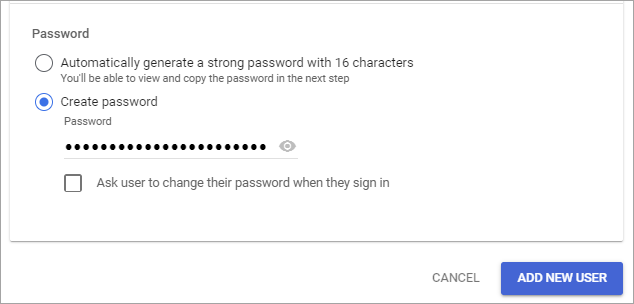 Password
Automatically generate a strong password with 16 characters
You'll be able to view and copy the password in the next step
Create password
Password
•••••••••••••••••••••••
Ask user to change their password when they sign in
CANCEL ADD NEW USER